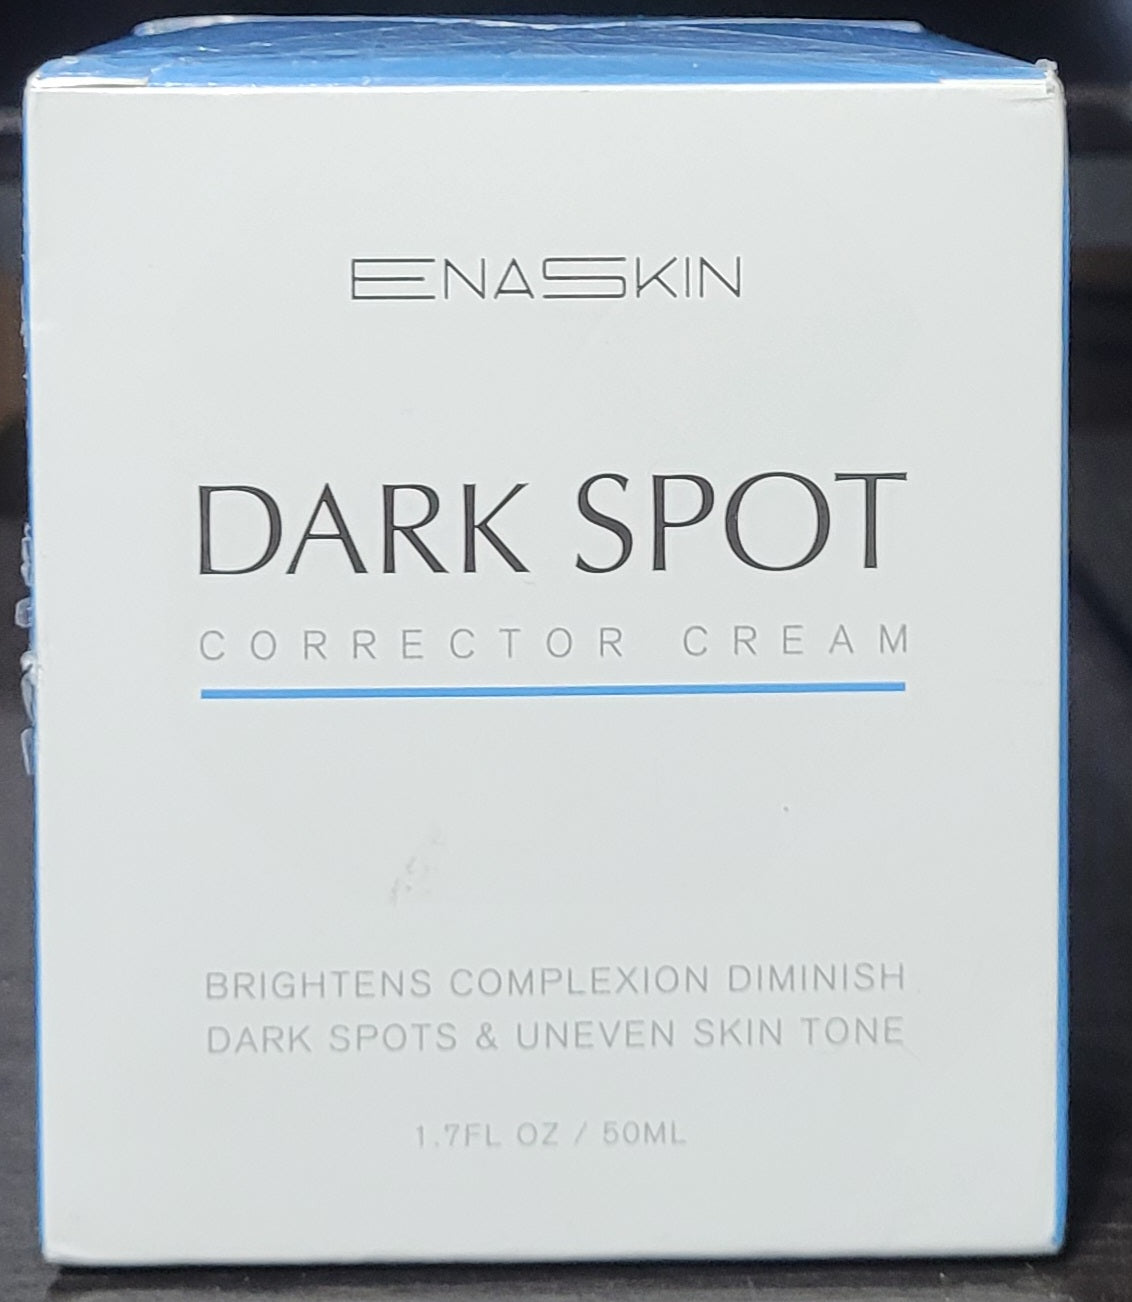 ENASKIN
DARK SPOT
CORRECTOR CREAM
BRIGHTENS COMPLEXION DIMINISH
DARK SPOTS & UNEVEN SKIN TONE
1.7FL OZ / 50ML